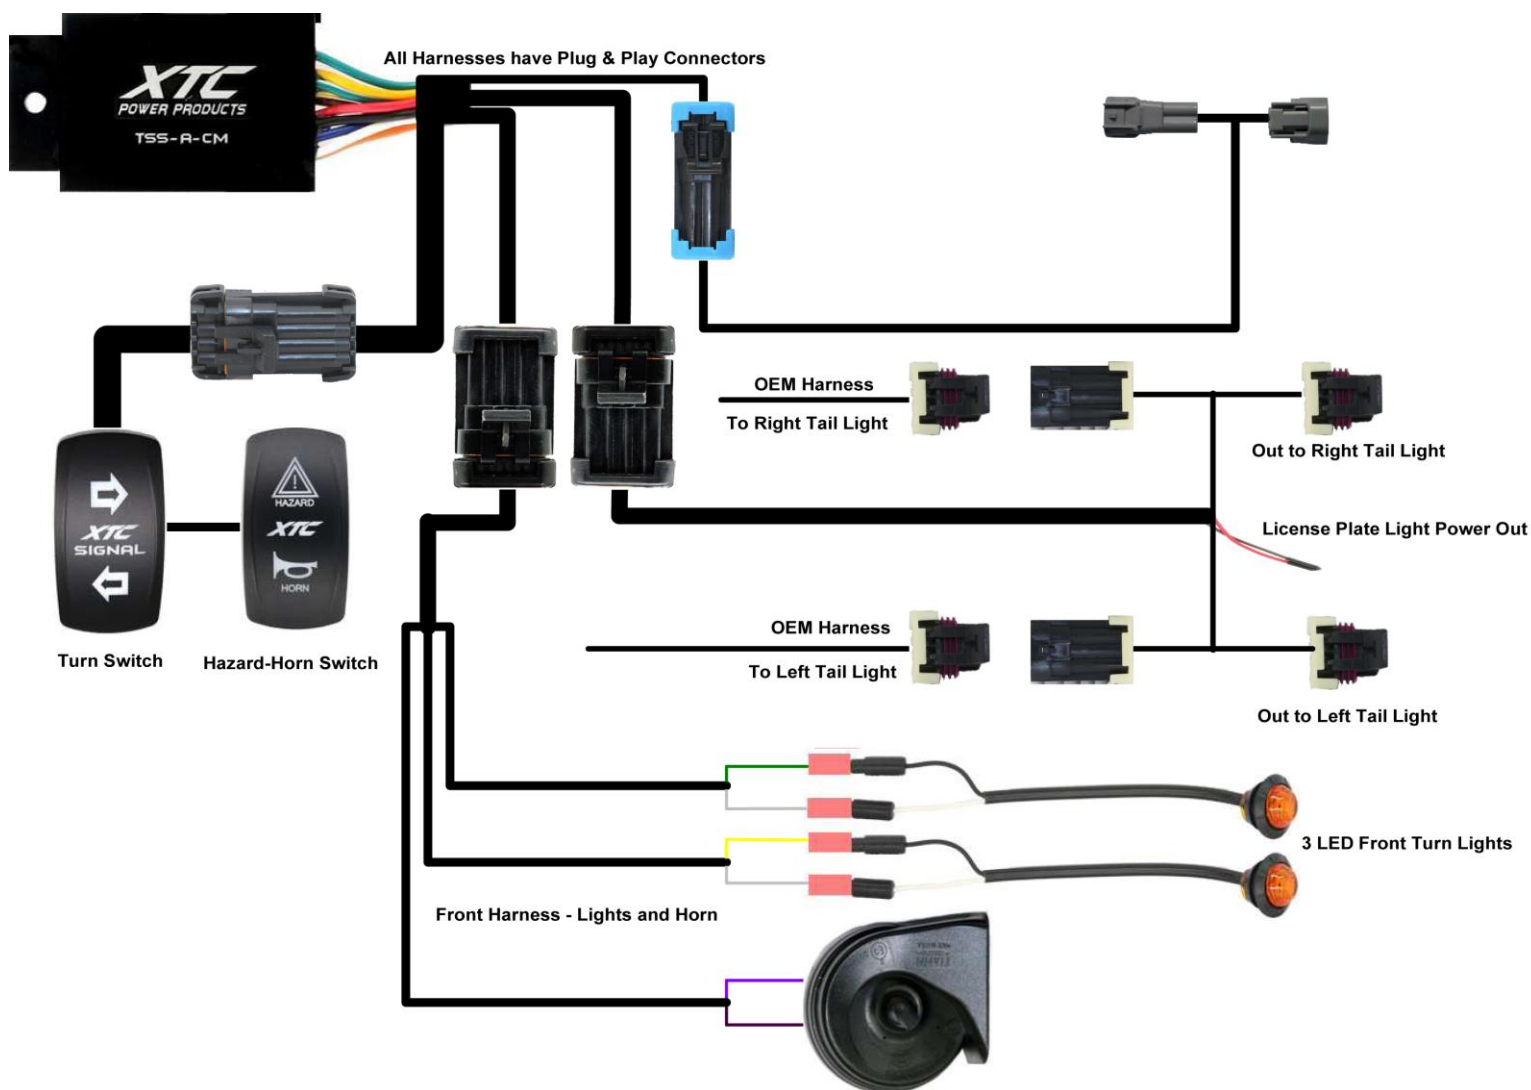 All Harnesses have Plug & Play Connectors
XTC
POWER PRODUCTS
TSS-A-CM
OEM Harness
To Right Tail Light
Out to Right Tail Light
License Plate Light Power Out
XTC
SIGNAL
HAZARD
XTC
HORN
Turn Switch
Hazard-Horn Switch
OEM Harness
To Left Tail Light
Out to Left Tail Light
3 LED Front Turn Lights
Front Harness - Lights and Horn